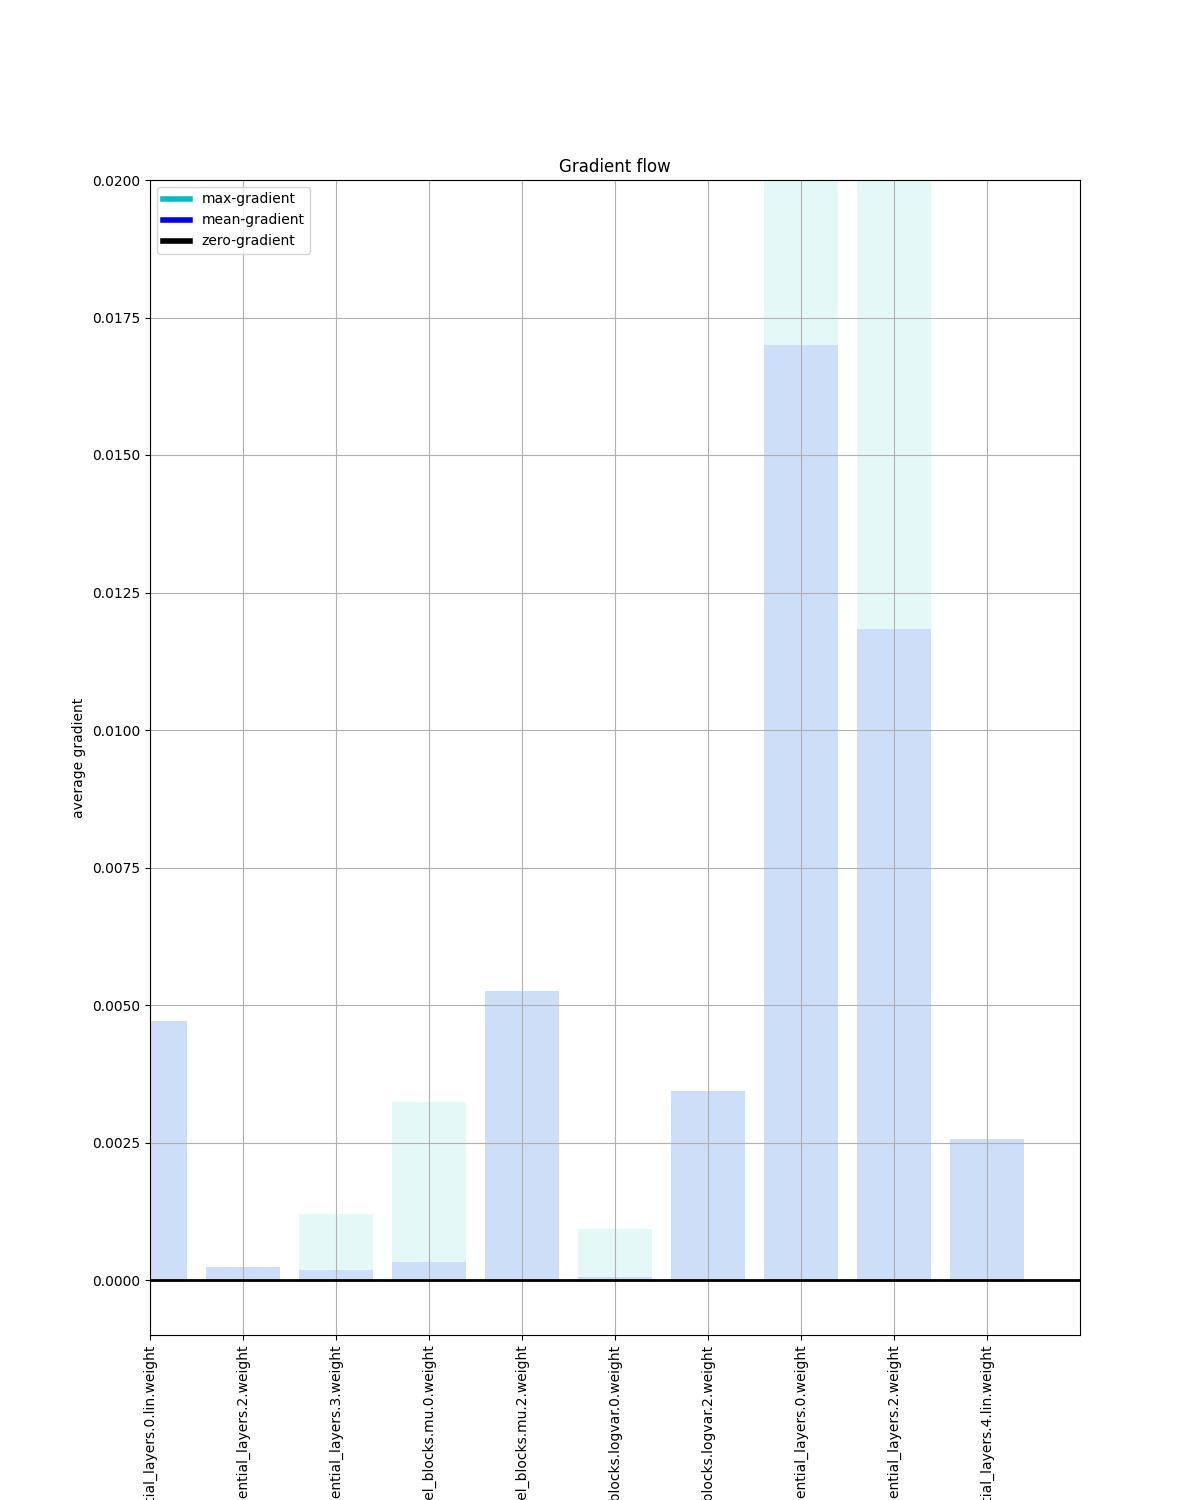 Gradient flow
max-gradient
mean-gradient
zero-gradient
0.0200
0.0175
0.0150
0.0125
0.0100
0.0075
0.0050
0.0025
0.0000
average gradient
tial_layers.0.lin.weight
ential_layers.2.weight
ential_layers.3.weight
el_blocks.mu.0.weight
el_blocks.mu.2.weight
blocks.logvar.0.weight
blocks.logvar.2.weight
ential_layers.0.weight
ential_layers.2.weight
tial_layers.4.lin.weight